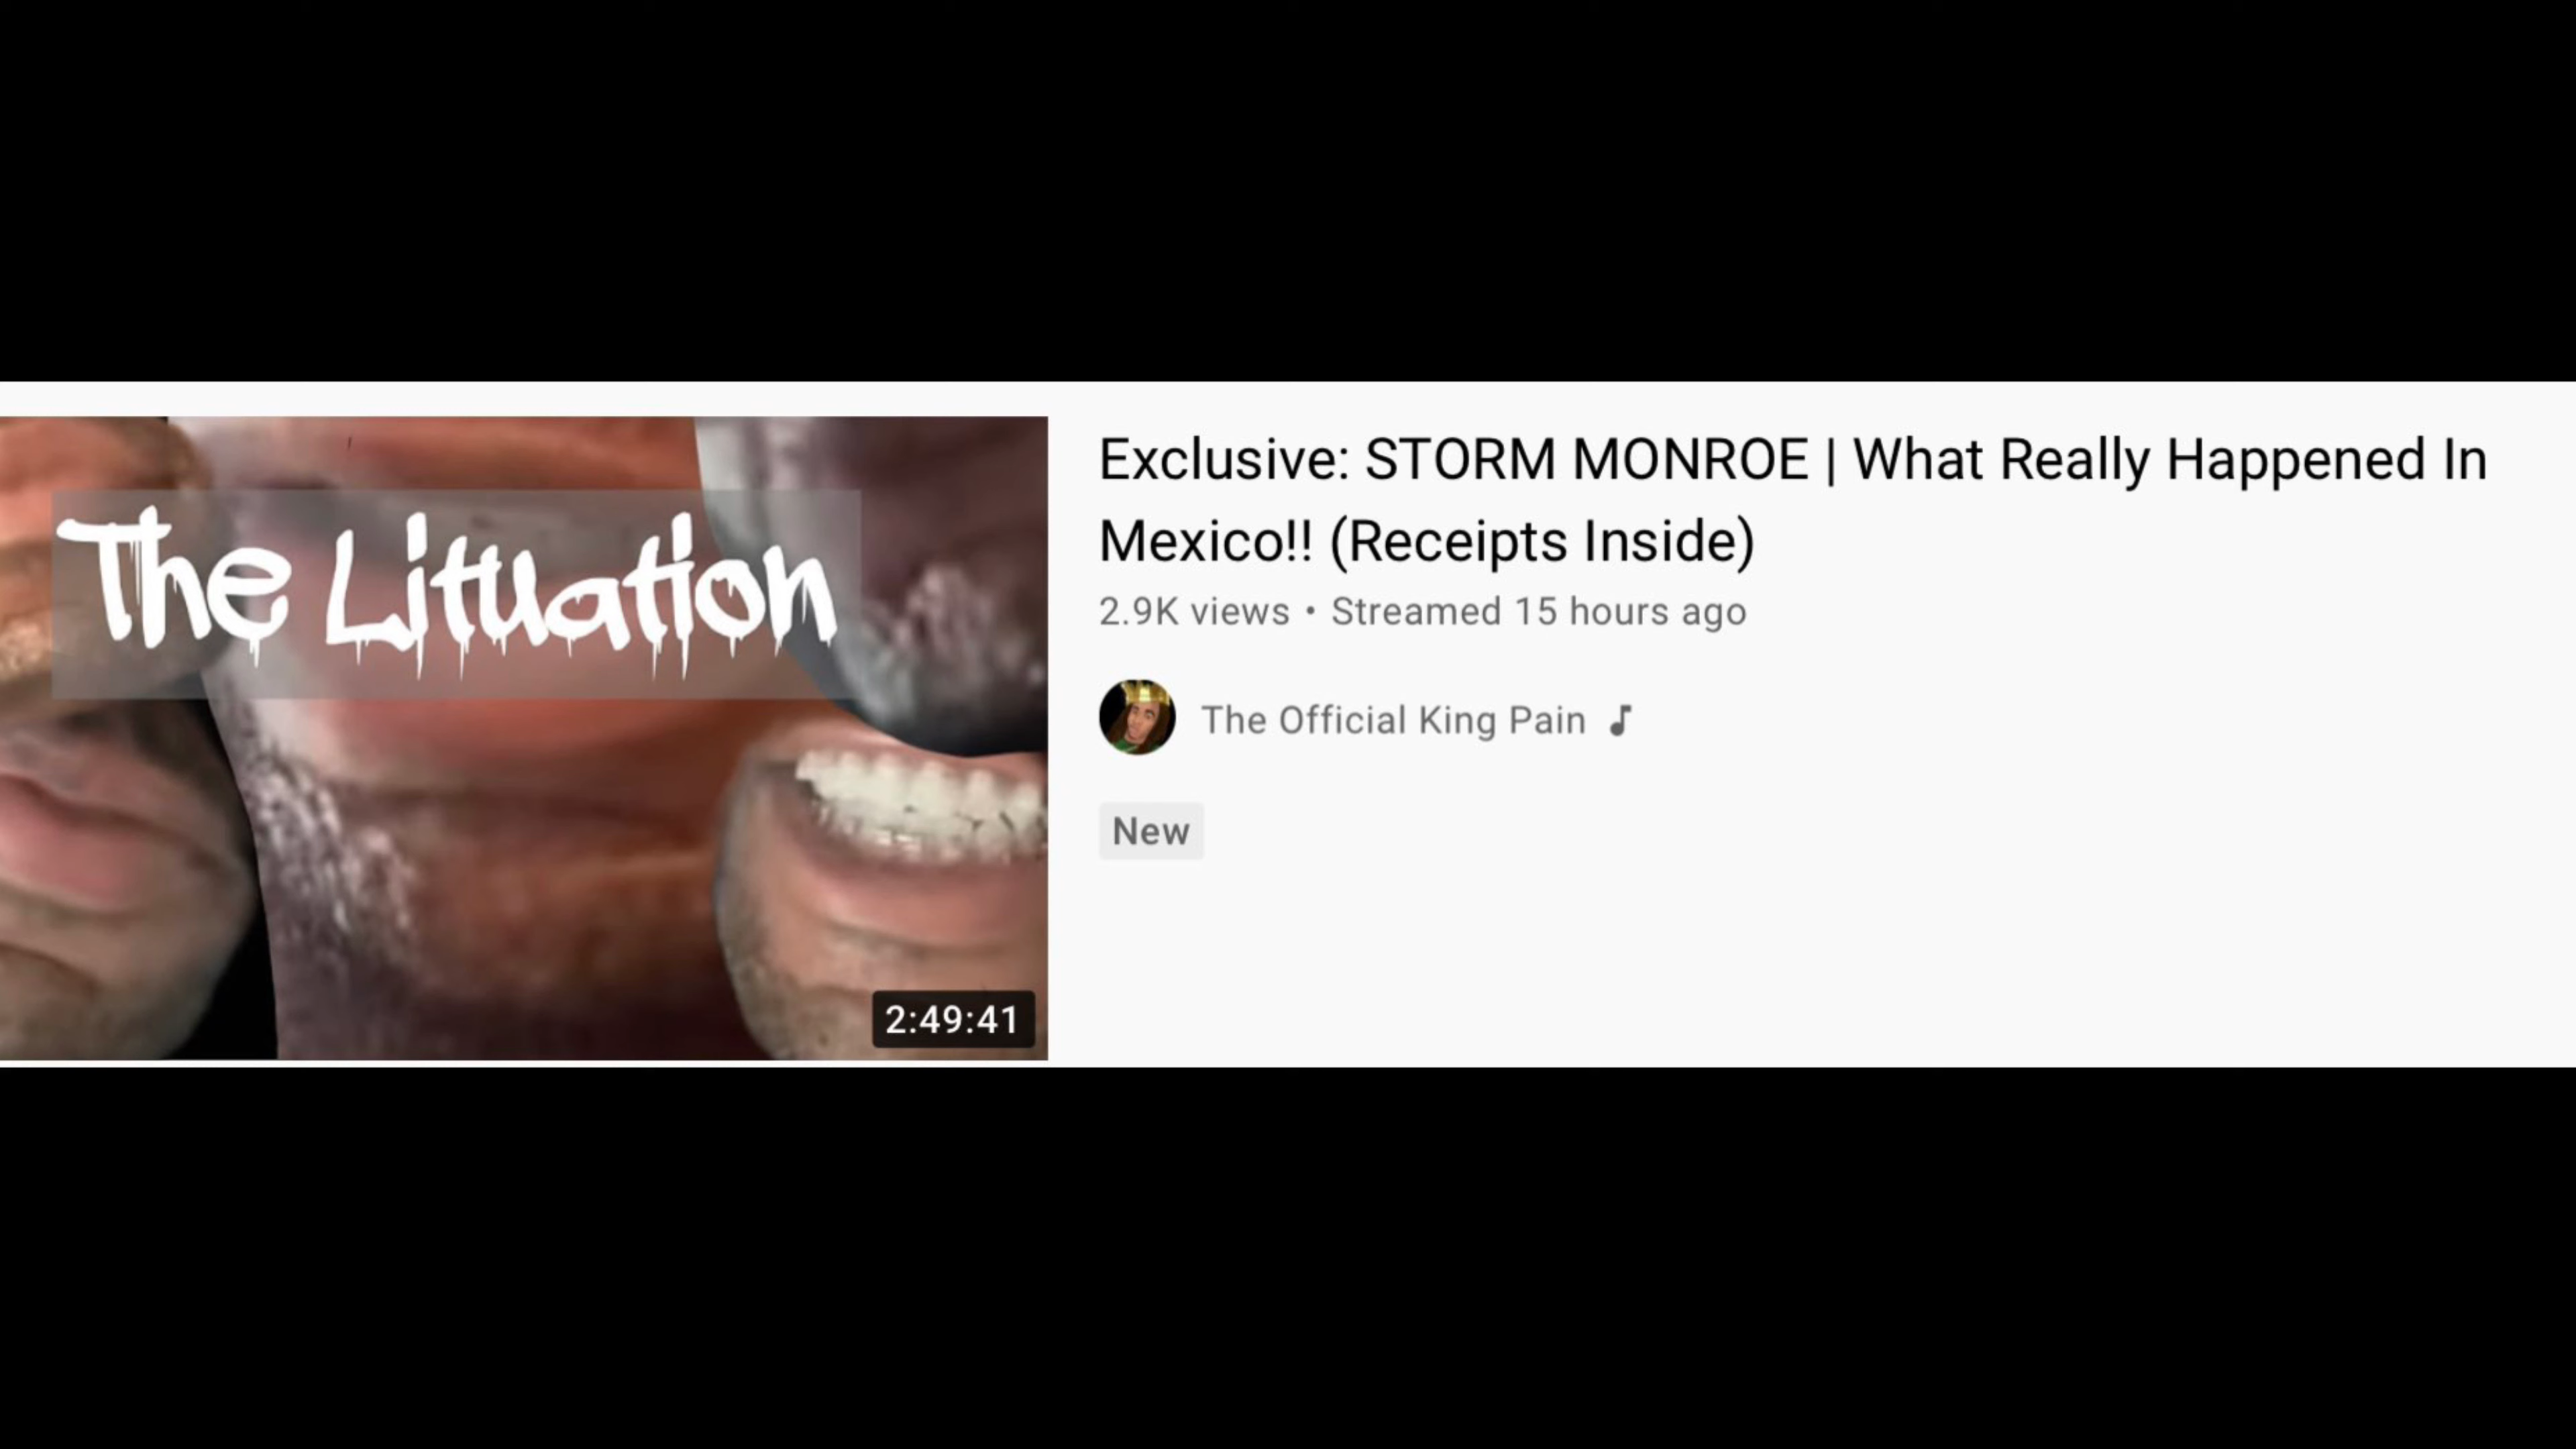 The Lituation
2:49:41
Exclusive: STORM MONROE | What Really Happened In
Mexico!! (Receipts Inside)
2.9K views • Streamed 15 hours ago
The Official King Pain ♪
New